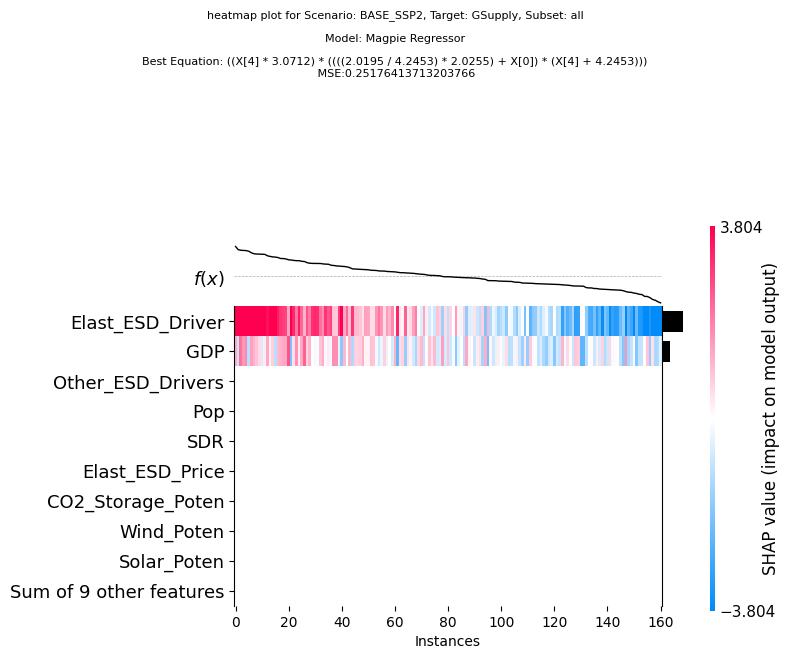 heatmap plot for Scenario: BASE_SSP2, Target: GSupply, Subset: all
Model: Magpie Regressor
Best Equation: ((X[4] * 3.0712) * ((((2.0195 / 4.2453) * 2.0255) + X[0]) * (X[4] + 4.2453)))
MSE:0.25176413713203766
3.804
f(x)
Elast_ESD_Driver
GDP
Other_ESD_Drivers
Pop
SDR
Elast_ESD_Price
CO2_Storage_Poten
Wind_Poten
Solar_Poten
Sum of 9 other features
SHAP value (impact on model output)
−3.804
0 20 40 60 80 100 120 140 160
Instances